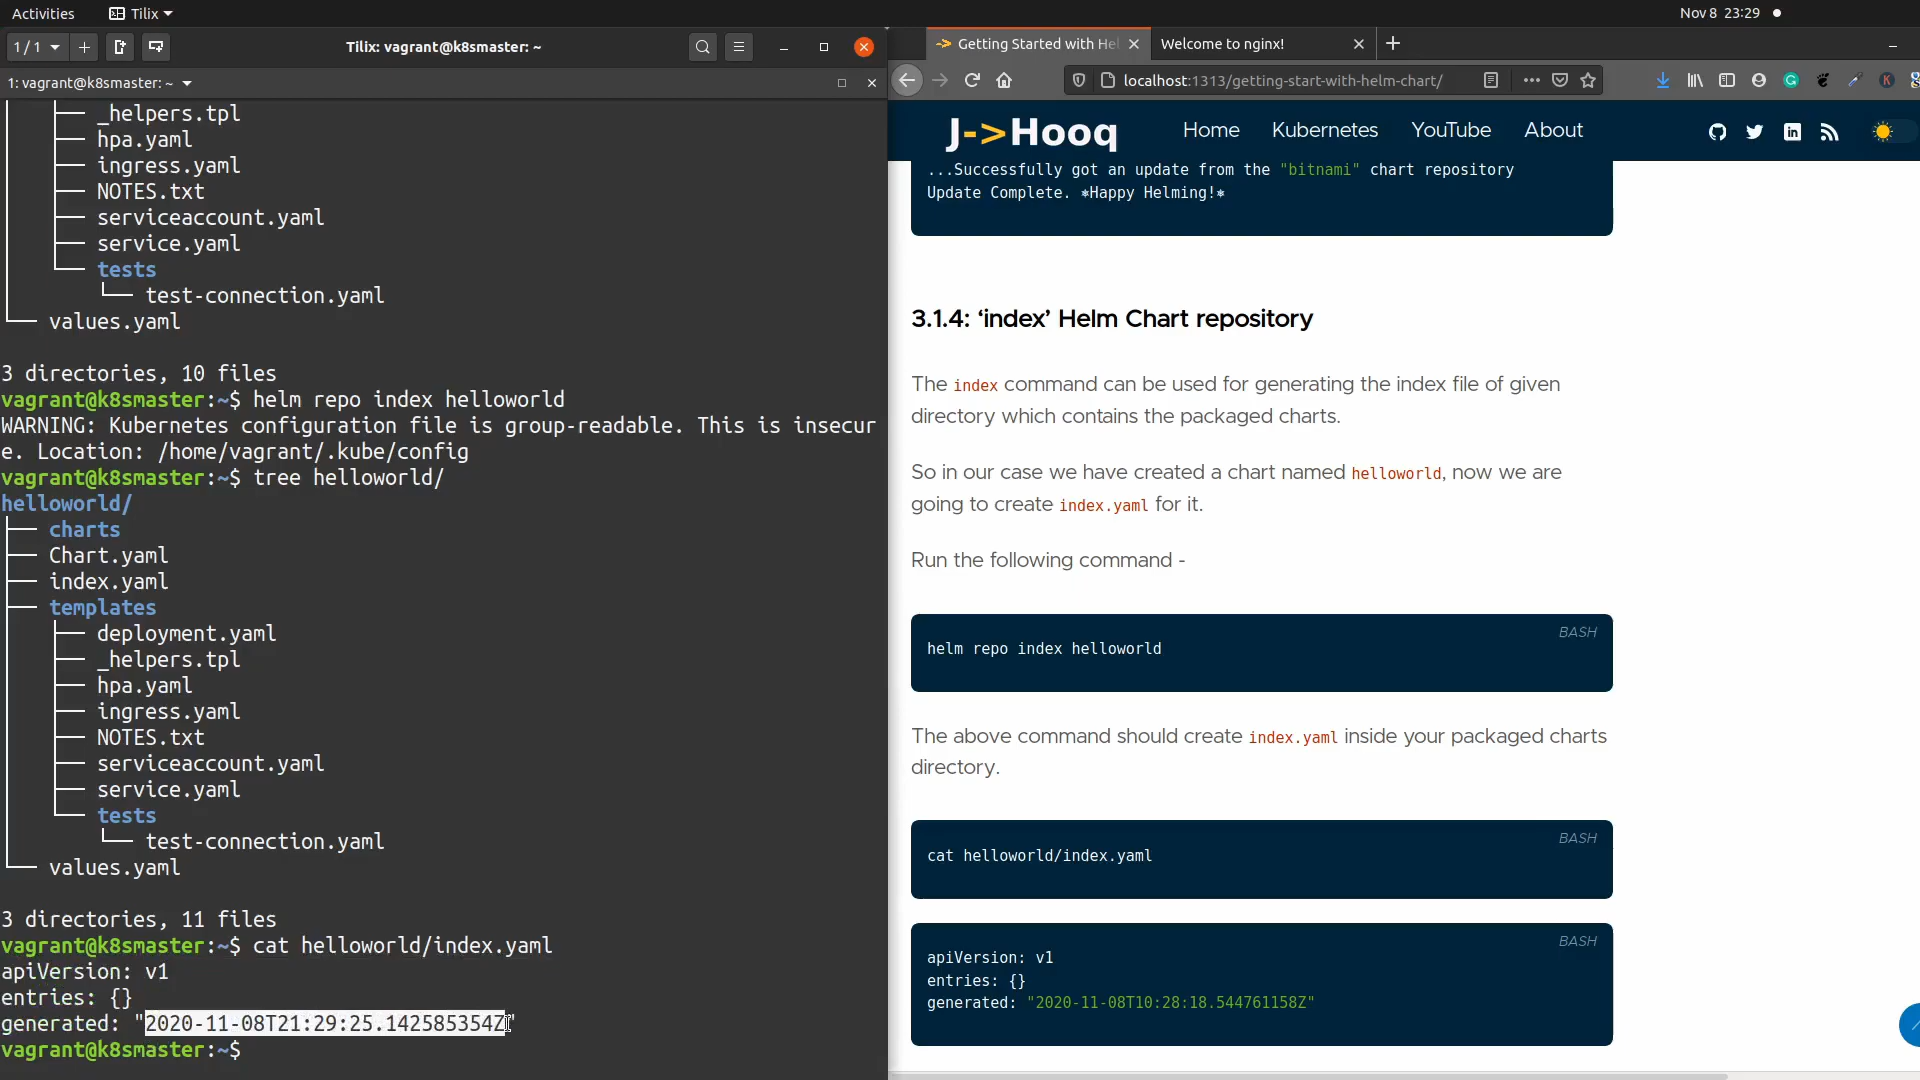 Activities
Tilix
Nov 8 23:29
1 / 1
Tilix: vagrant@k8smaster: ~
1: vagrant@k8smaster: ~
_helpers.tpl
hpa.yaml
ingress.yaml
NOTES.txt
serviceaccount.yaml
service.yaml
tests
test-connection.yaml
values.yaml
3 directories, 10 files
vagrant@k8smaster:~$ helm repo index helloworld
WARNING: Kubernetes configuration file is group-readable. This is insecur
e. Location: /home/vagrant/.kube/config
vagrant@k8smaster:~$ tree helloworld/
helloworld/
charts
Chart.yaml
index.yaml
templates
deployment.yaml
_helpers.tpl
hpa.yaml
ingress.yaml
NOTES.txt
serviceaccount.yaml
service.yaml
tests
test-connection.yaml
values.yaml
3 directories, 11 files
vagrant@k8smaster:~$ cat helloworld/index.yaml
apiVersion: v1
entries: {}
generated: "2020-11-08T21:29:25.142585354Z"
vagrant@k8smaster:~$
Getting Started with Hel
Welcome to nginx!
localhost:1313/getting-start-with-helm-chart/
J->Hooq
Home
Kubernetes
YouTube
About
...Successfully got an update from the "bitnami" chart repository
Update Complete. ⎈Happy Helming!⎈
3.1.4: ‘index’ Helm Chart repository
The index command can be used for generating the index file of given
directory which contains the packaged charts.
So in our case we have created a chart named helloworld, now we are
going to create index.yaml for it.
Run the following command -
BASH
helm repo index helloworld
The above command should create index.yaml inside your packaged charts
directory.
BASH
cat helloworld/index.yaml
BASH
apiVersion: v1
entries: {}
generated: "2020-11-08T10:28:18.544761158Z"